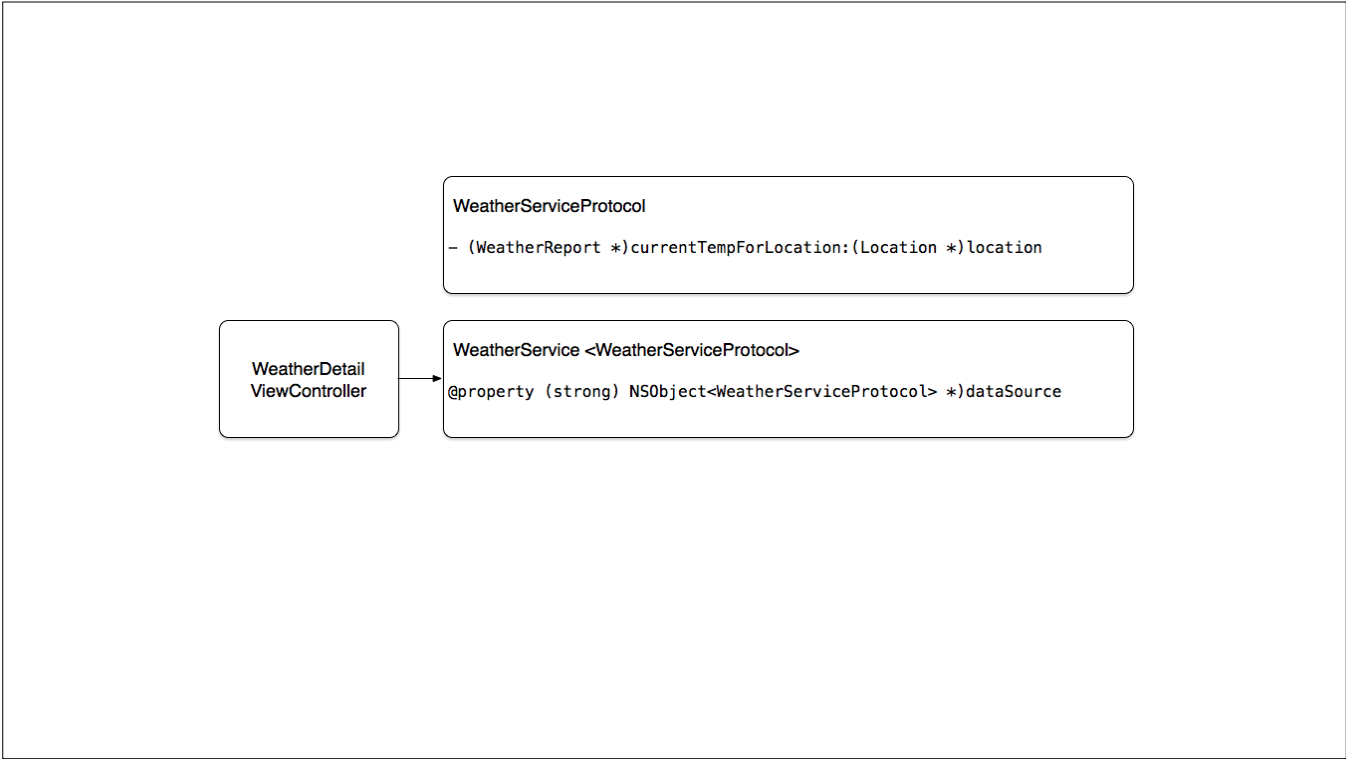 WeatherServiceProtocol
– (WeatherReport *)currentTempForLocation:(Location *)location
WeatherDetail
ViewController
WeatherService <WeatherServiceProtocol>
@property (strong) NSObject<WeatherServiceProtocol> *)dataSource